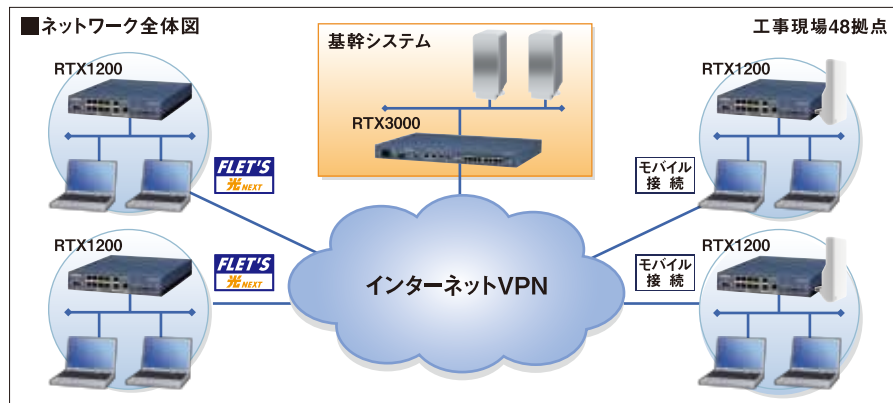 ■ネットワーク全体図
基幹システム
工事現場48拠点
RTX1200
RTX3000
RTX1200
FLET'S
光NEXT
モバイル
接続
RTX1200
FLET'S
光NEXT
インターネットVPN
モバイル
接続
RTX1200